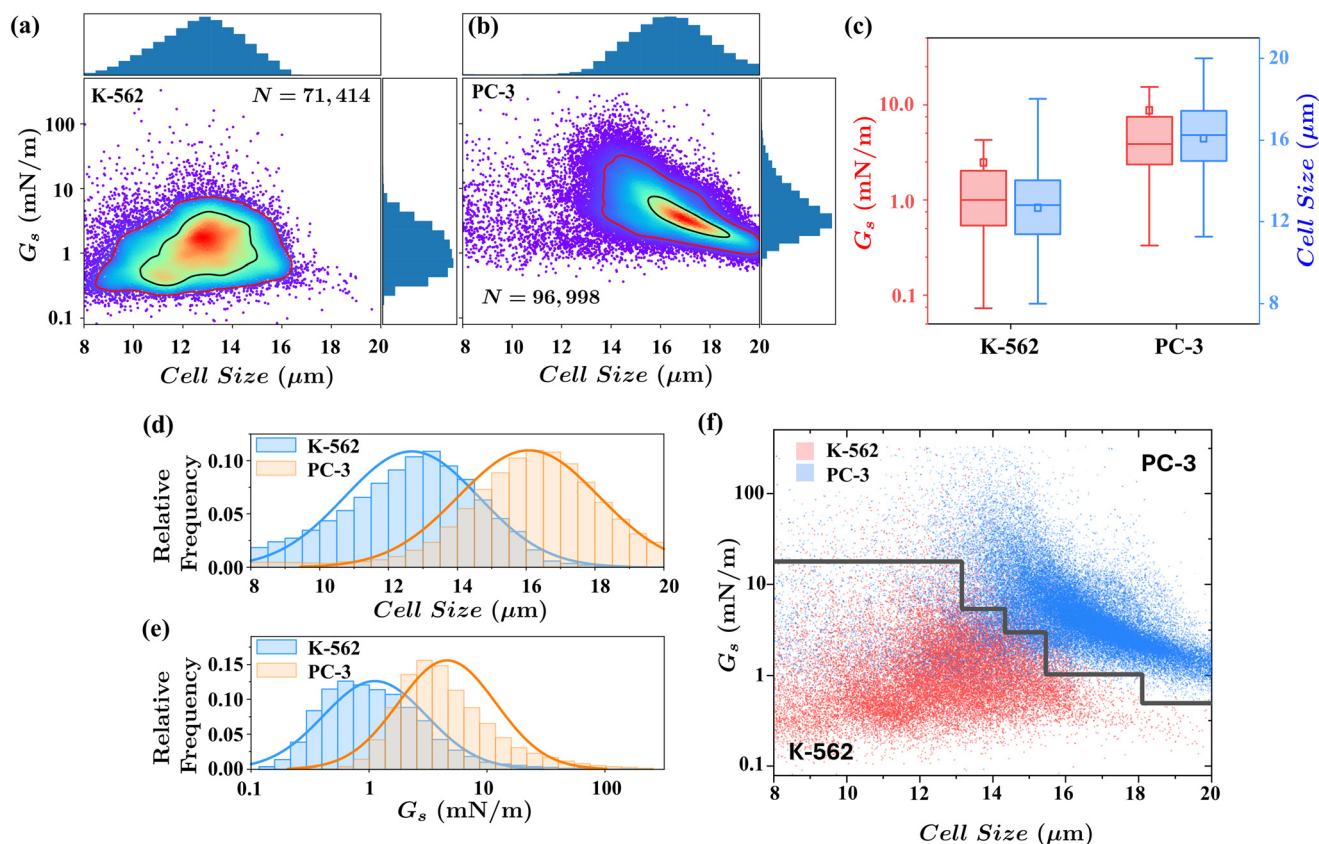 (a)
K-562
N = 71,414
G_s (mN/m)
100
10
1
0.1
8 10 12 14 16 18 20
Cell Size (μm)
(b)
PC-3
N = 96,998
8 10 12 14 16 18 20
Cell Size (μm)
(c)
G_s (mN/m)
10.0
1.0
0.1
K-562 PC-3
20
16
12
8
Cell Size (μm)
(d)
K-562
PC-3
Relative
Frequency
0.10
0.05
0.00
8 10 12 14 16 18 20
Cell Size (μm)
(e)
K-562
PC-3
Relative
Frequency
0.15
0.10
0.05
0.00
0.1 1 10 100
G_s (mN/m)
(f)
K-562
PC-3
PC-3
K-562
G_s (mN/m)
100
10
1
0.1
8 10 12 14 16 18 20
Cell Size (μm)